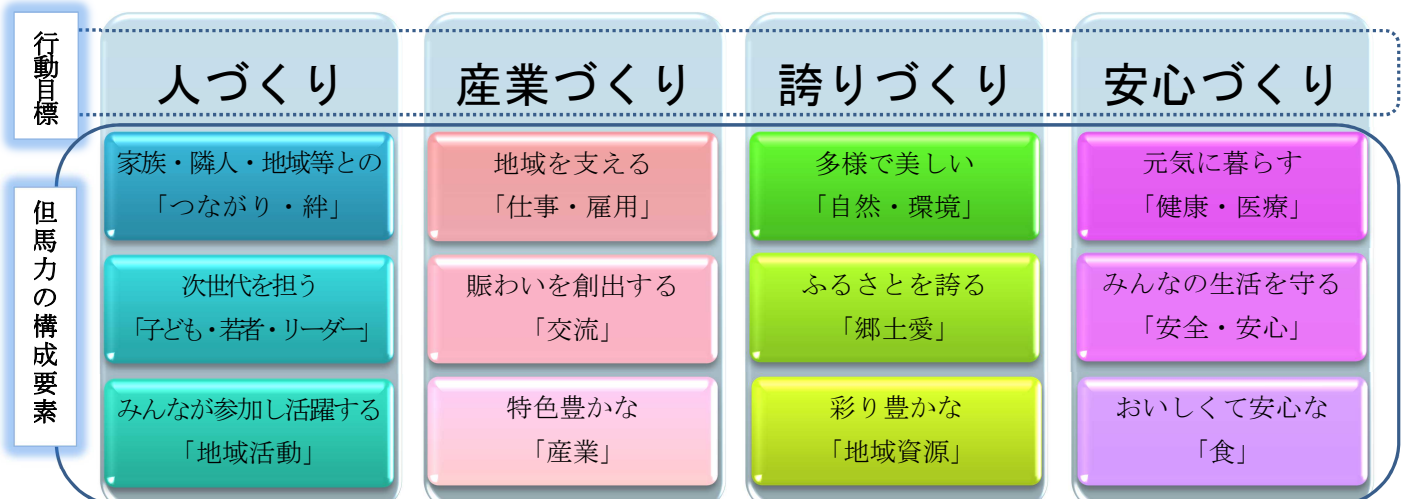 行動目標
人づくり
産業づくり
誇りづくり
安心づくり
但馬力の構成要素
家族・隣人・地域等との
「つながり・絆」
地域を支える
「仕事・雇用」
多様で美しい
「自然・環境」
元気に暮らす
「健康・医療」
次世代を担う
「子ども・若者・リーダー」
賑わいを創出する
「交流」
ふるさとを誇る
「郷土愛」
みんなの生活を守る
「安全・安心」
みんなが参加し活躍する
「地域活動」
特色豊かな
「産業」
彩り豊かな
「地域資源」
おいしくて安心な
「食」